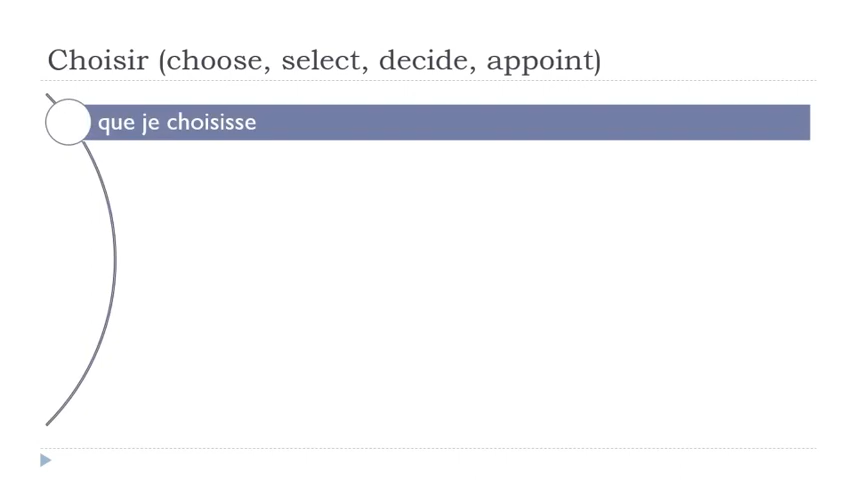 Choisir (choose, select, decide, appoint)
que je choisisse